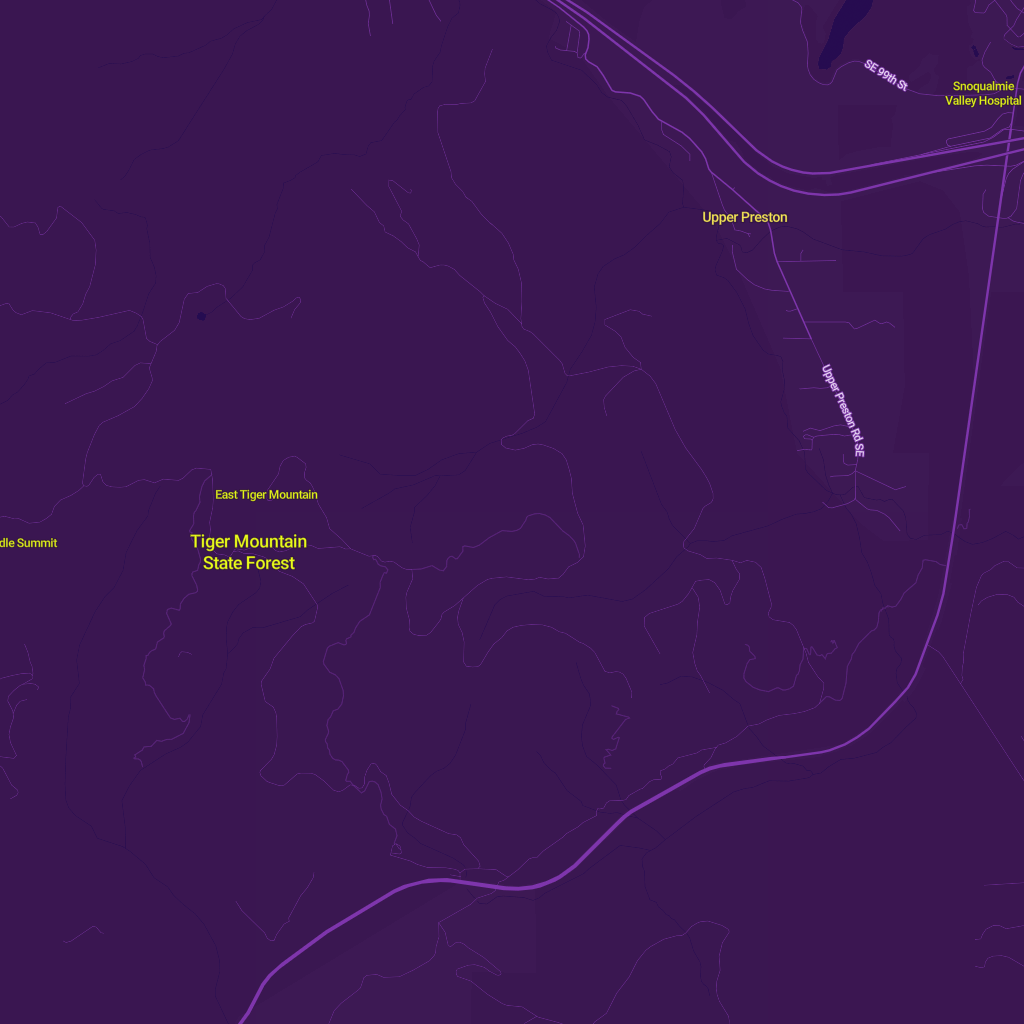 SE 99th St
Snoqualmie
Valley Hospital
Upper Preston
Upper Preston Rd SE
East Tiger Mountain
Tiger Mountain
State Forest
dle Summit